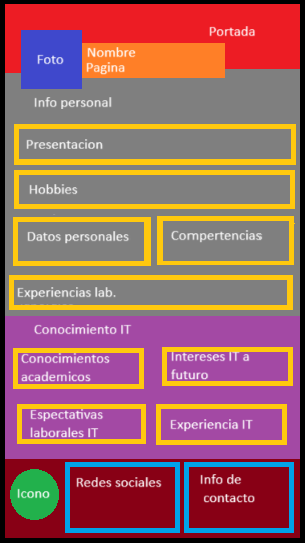 Portada
Foto
Nombre
Pagina
Info personal
Presentacion
Hobbies
Datos personales
Compertencias
Experiencias lab.
Conocimiento IT
Conocimientos
academicos
Intereses IT a
futuro
Espectativas
laborales IT
Experiencia IT
Icono
Redes sociales
Info de
contacto